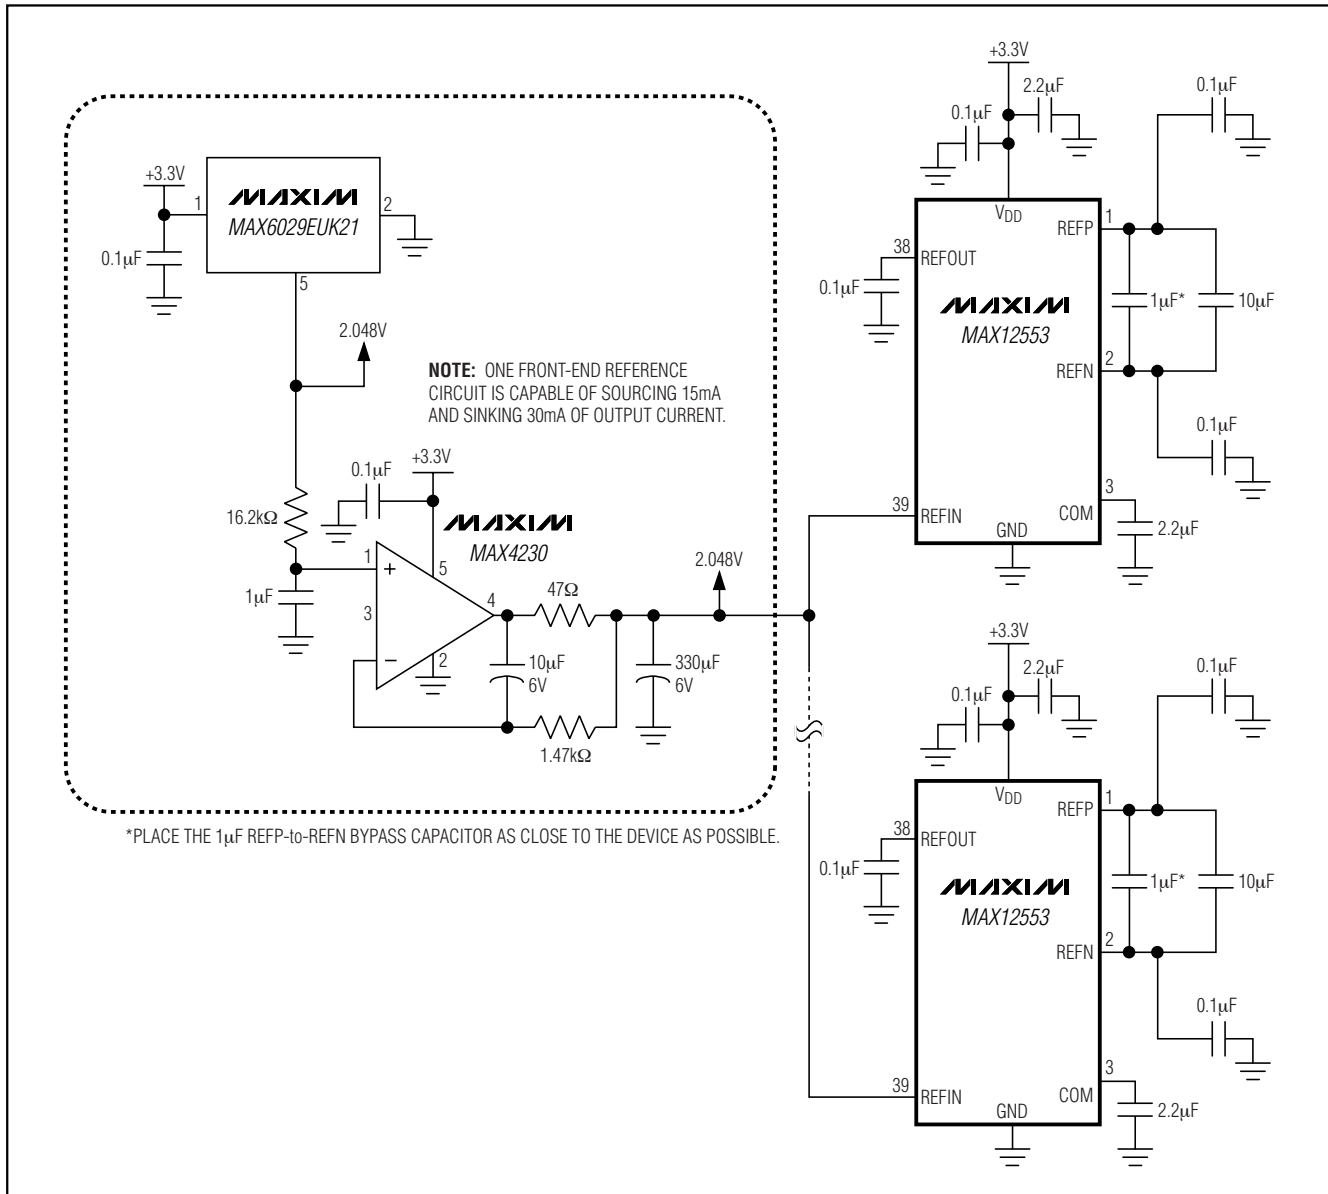 +3.3V
1
MAXIM
MAX6029EUK21
2
0.1µF
5
2.048V
NOTE: ONE FRONT-END REFERENCE
CIRCUIT IS CAPABLE OF SOURCING 15mA
AND SINKING 30mA OF OUTPUT CURRENT.
16.2kΩ
1µF
0.1µF
+3.3V
MAXIM
MAX4230
1
+
5
3
4
−
2
47Ω
10µF
6V
1.47kΩ
330µF
6V
2.048V
*PLACE THE 1µF REFP-to-REFN BYPASS CAPACITOR AS CLOSE TO THE DEVICE AS POSSIBLE.
+3.3V
2.2µF
0.1µF
0.1µF
VDD
REFP
1
38
REFOUT
0.1µF
MAXIM
MAX12553
1µF*
10µF
REFN
2
0.1µF
39
REFIN
GND
COM
3
2.2µF
+3.3V
2.2µF
0.1µF
0.1µF
VDD
REFP
1
38
REFOUT
0.1µF
MAXIM
MAX12553
1µF*
10µF
REFN
2
0.1µF
39
REFIN
GND
COM
3
2.2µF